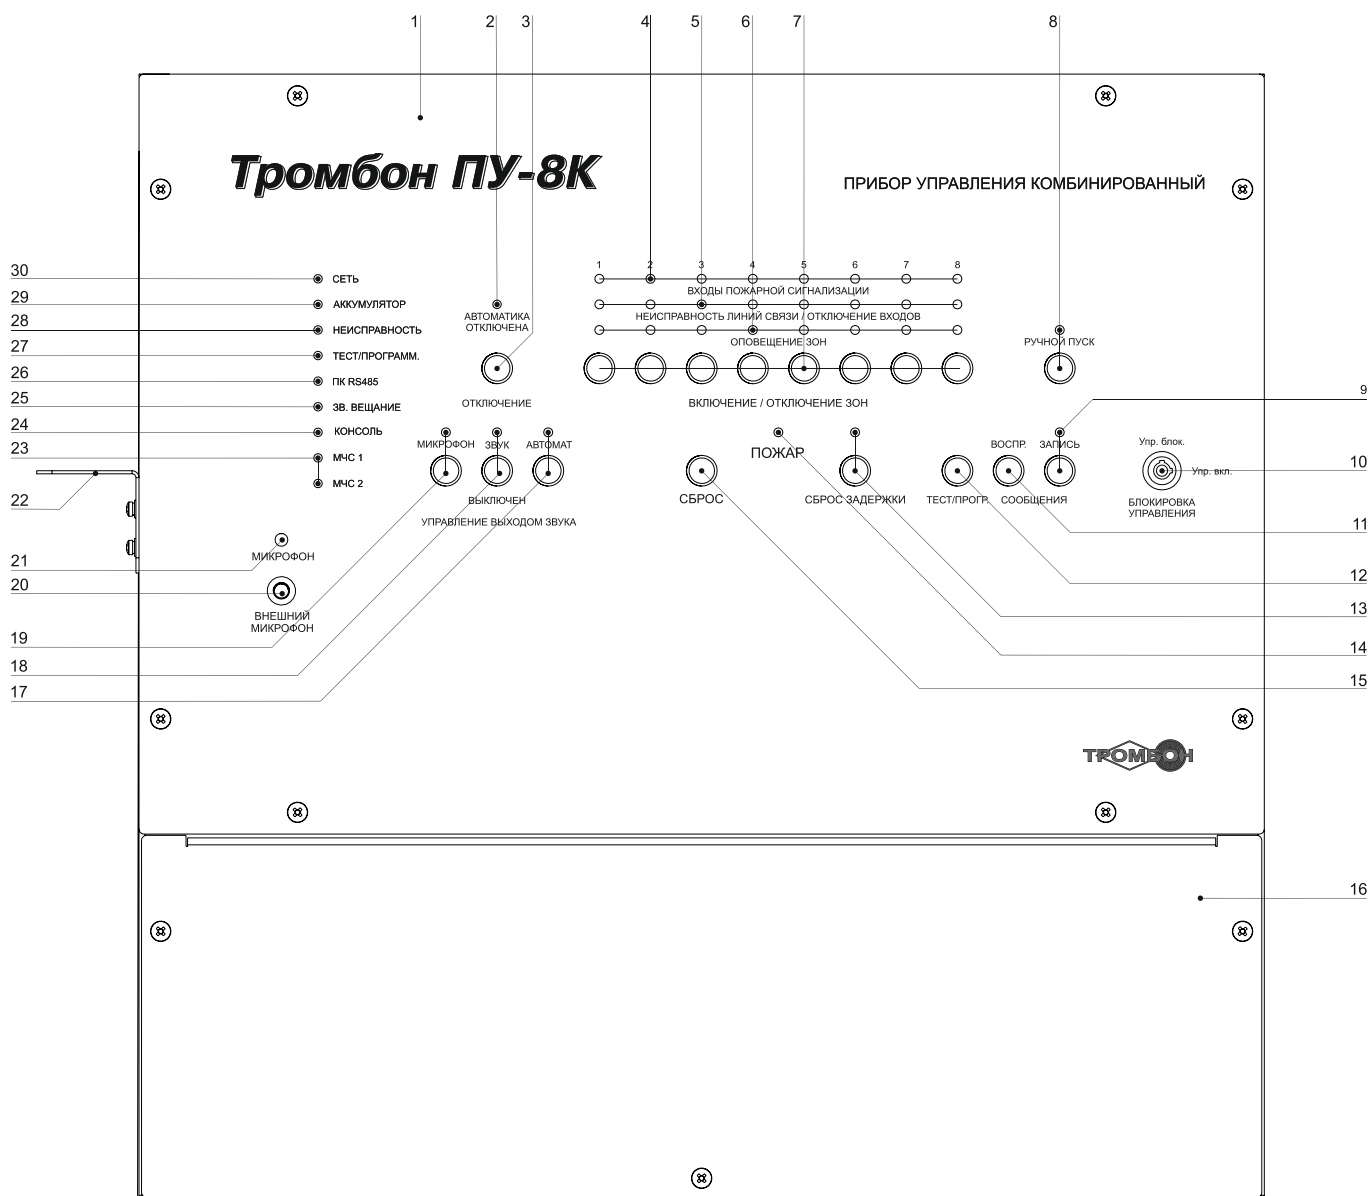 1 2 3 4 5 6 7 8
Тромбон ПУ-8К
ПРИБОР УПРАВЛЕНИЯ КОМБИНИРОВАННЫЙ
30 СЕТЬ
29 АККУМУЛЯТОР
28 НЕИСПРАВНОСТЬ
27 ТЕСТ/ПРОГРАММ.
26 ПК RS485
25 ЗВ. ВЕЩАНИЕ
24 КОНСОЛЬ
23 МЧС 1
МЧС 2
22
АВТОМАТИКА
ОТКЛЮЧЕНА
ОТКЛЮЧЕНИЕ
1 2 3 4 5 6 7 8
ВХОДЫ ПОЖАРНОЙ СИГНАЛИЗАЦИИ
НЕИСПРАВНОСТЬ ЛИНИЙ СВЯЗИ / ОТКЛЮЧЕНИЕ ВХОДОВ
ОПОВЕЩЕНИЕ ЗОН
ВКЛЮЧЕНИЕ / ОТКЛЮЧЕНИЕ ЗОН
РУЧНОЙ ПУСК
9
МИКРОФОН ЗВУК АВТОМАТ
ВЫКЛЮЧЕН
УПРАВЛЕНИЕ ВЫХОДОМ ЗВУКА
ПОЖАР
СБРОС
СБРОС ЗАДЕРЖКИ
ВОСПР. ЗАПИСЬ
ТЕСТ/ПРОГР. СООБЩЕНИЯ
Упр. блок.
Упр. вкл.
БЛОКИРОВКА
УПРАВЛЕНИЯ
10
11
12
13
14
15
21
МИКРОФОН
20
ВНЕШНИЙ
МИКРОФОН
19
18
17
ТРОМБОН
16